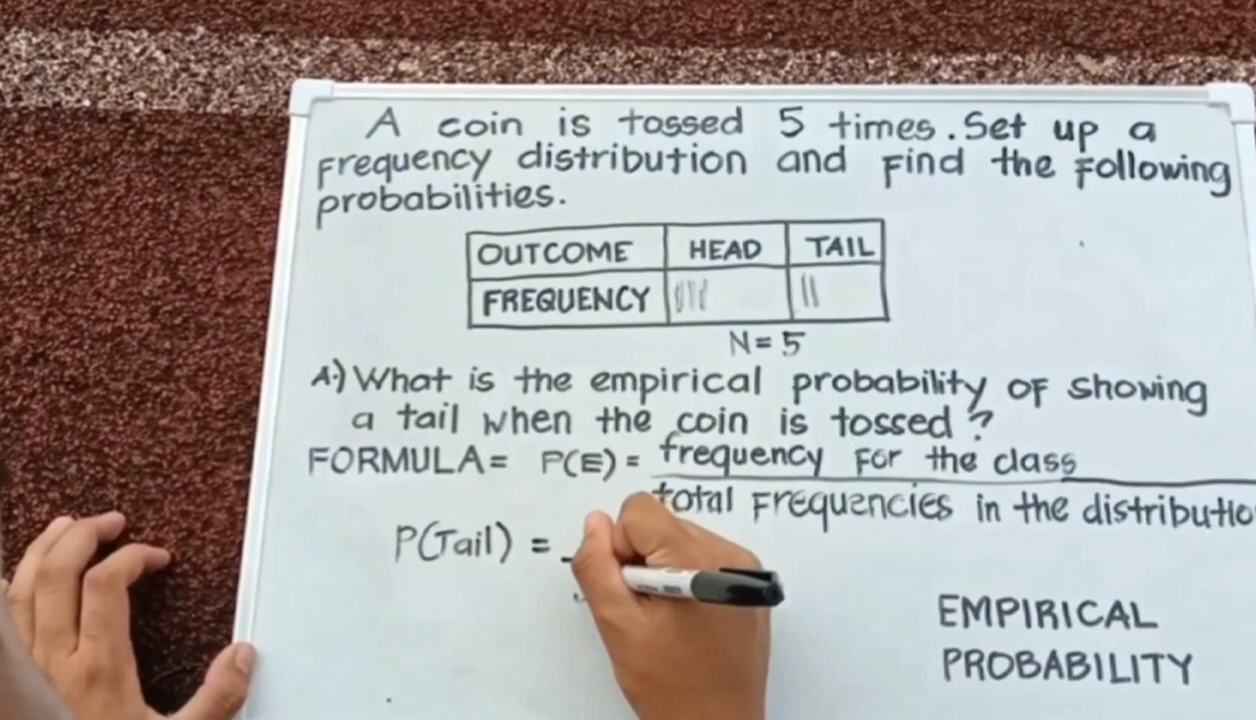 A coin is tossed 5 times. Set up a
Frequency distribution and Find the Following
probabilities.
OUTCOME HEAD TAIL
FREQUENCY ||| ||
N = 5
A.) What is the empirical probability of showing
a tail when the coin is tossed?
FORMULA = P(E) = frequency For the class
total Frequencies in the distributio
P(Tail) =
EMPIRICAL
PROBABILITY